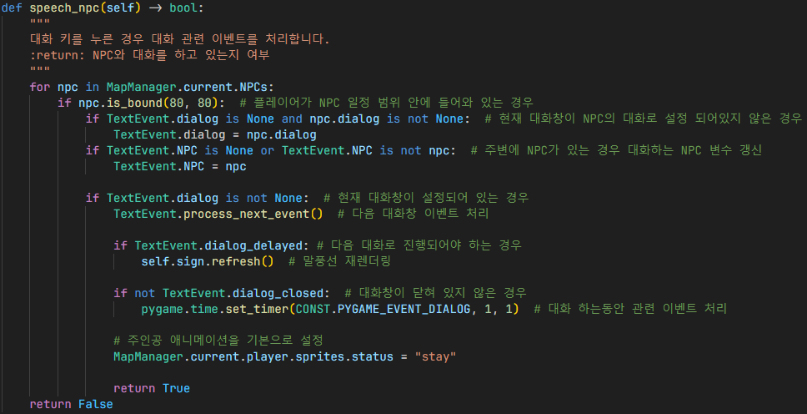 def speech_npc(self) -> bool:
    """
    대화 키를 누른 경우 대화 관련 이벤트를 처리합니다.
    :return: NPC와 대화를 하고 있는지 여부
    """
    for npc in MapManager.current.NPCs:
        if npc.is_bound(80, 80):  # 플레이어가 NPC 일정 범위 안에 들어와 있는 경우
            if TextEvent.dialog is None and npc.dialog is not None:  # 현재 대화창이 NPC의 대화로 설정 되어있지 않은 경우
                TextEvent.dialog = npc.dialog
            if TextEvent.NPC is None or TextEvent.NPC is not npc:  # 주변에 NPC가 있는 경우 대화하는 NPC 변수 갱신
                TextEvent.NPC = npc

            if TextEvent.dialog is not None:  # 현재 대화창이 설정되어 있는 경우
                TextEvent.process_next_event()  # 다음 대화창 이벤트 처리

                if TextEvent.dialog_delayed: # 다음 대화로 진행되어야 하는 경우
                    self.sign.refresh()  # 말풍선 재렌더링

                if not TextEvent.dialog_closed:  # 대화창이 닫혀 있지 않은 경우
                    pygame.time.set_timer(CONST.PYGAME_EVENT_DIALOG, 1, 1)  # 대화 하는동안 관련 이벤트 처리

                # 주인공 애니메이션을 기본으로 설정
                MapManager.current.player.sprites.status = "stay"

                return True
    return False